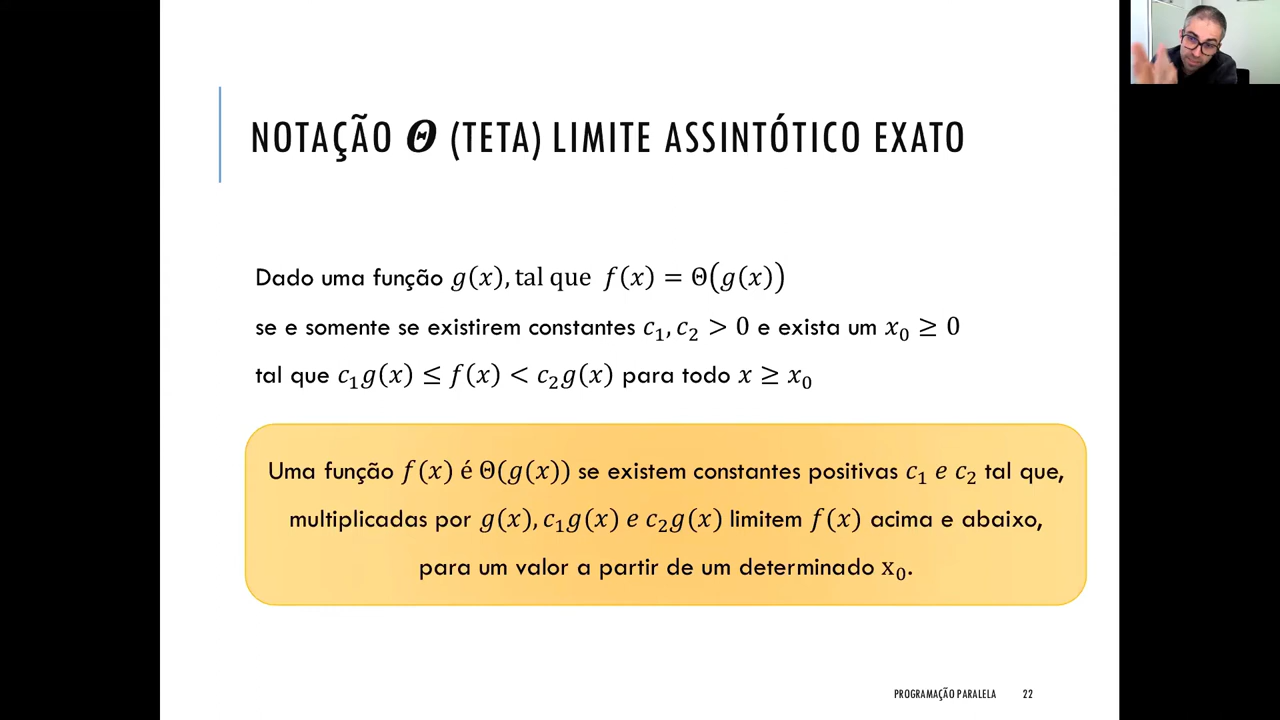 NOTAÇÃO 𝜣 (TETA) LIMITE ASSINTÓTICO EXATO
Dado uma função g(x), tal que f(x) = Θ(g(x))
se e somente se existirem constantes c₁, c₂ > 0 e exista um x₀ ≥ 0
tal que c₁g(x) ≤ f(x) < c₂g(x) para todo x ≥ x₀
Uma função f(x) é Θ(g(x)) se existem constantes positivas c₁ e c₂ tal que,
multiplicadas por g(x), c₁g(x) e c₂g(x) limitem f(x) acima e abaixo,
para um valor a partir de um determinado x₀.
PROGRAMAÇÃO PARALELA 22